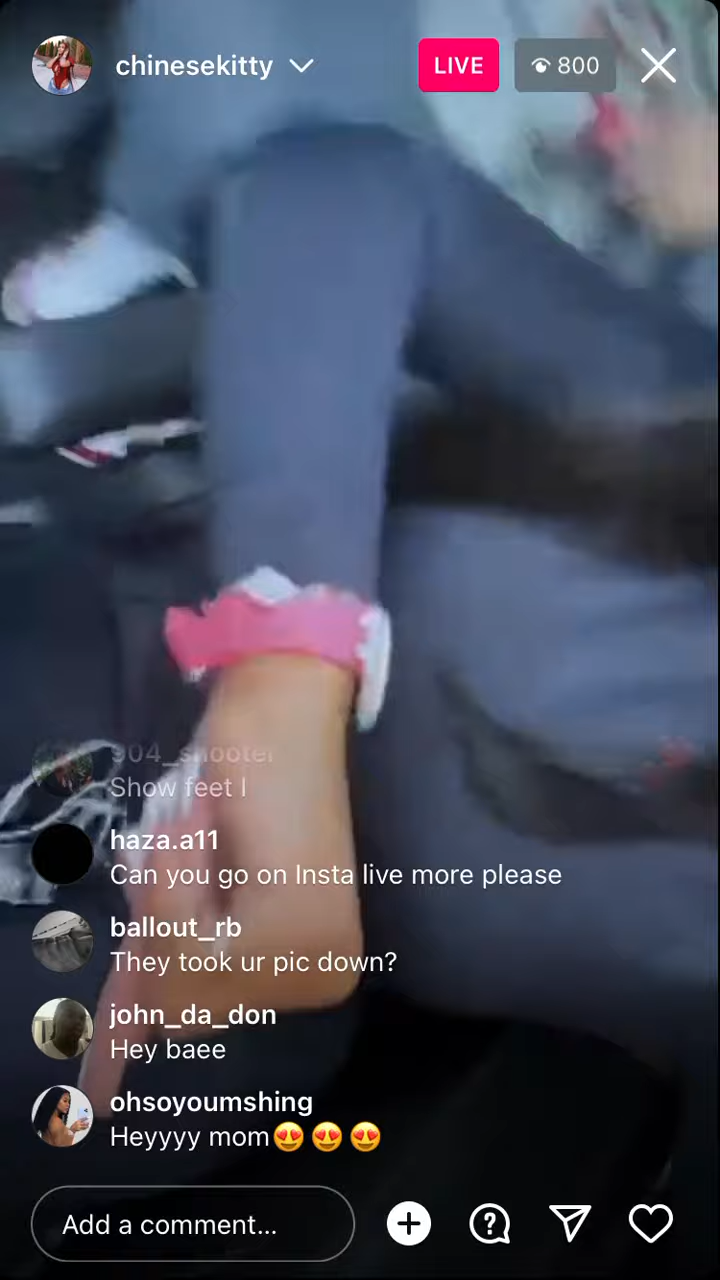 chinesekitty
LIVE
800
904_shooter
Show feet I
haza.a11
Can you go on Insta live more please
ballout_rb
They took ur pic down?
john_da_don
Hey baee
ohsoyoumshing
Heyyyy mom😍😍😍
Add a comment...